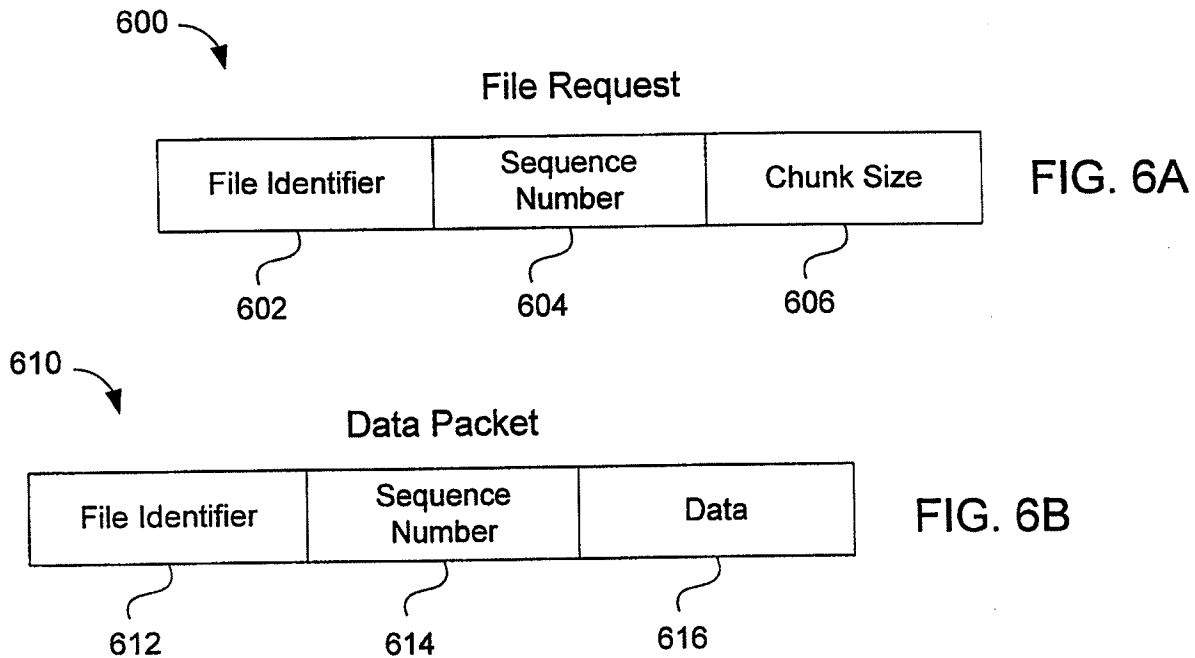 600
File Request
File Identifier
Sequence
Number
Chunk Size
FIG. 6A
602
604
606
610
Data Packet
File Identifier
Sequence
Number
Data
FIG. 6B
612
614
616